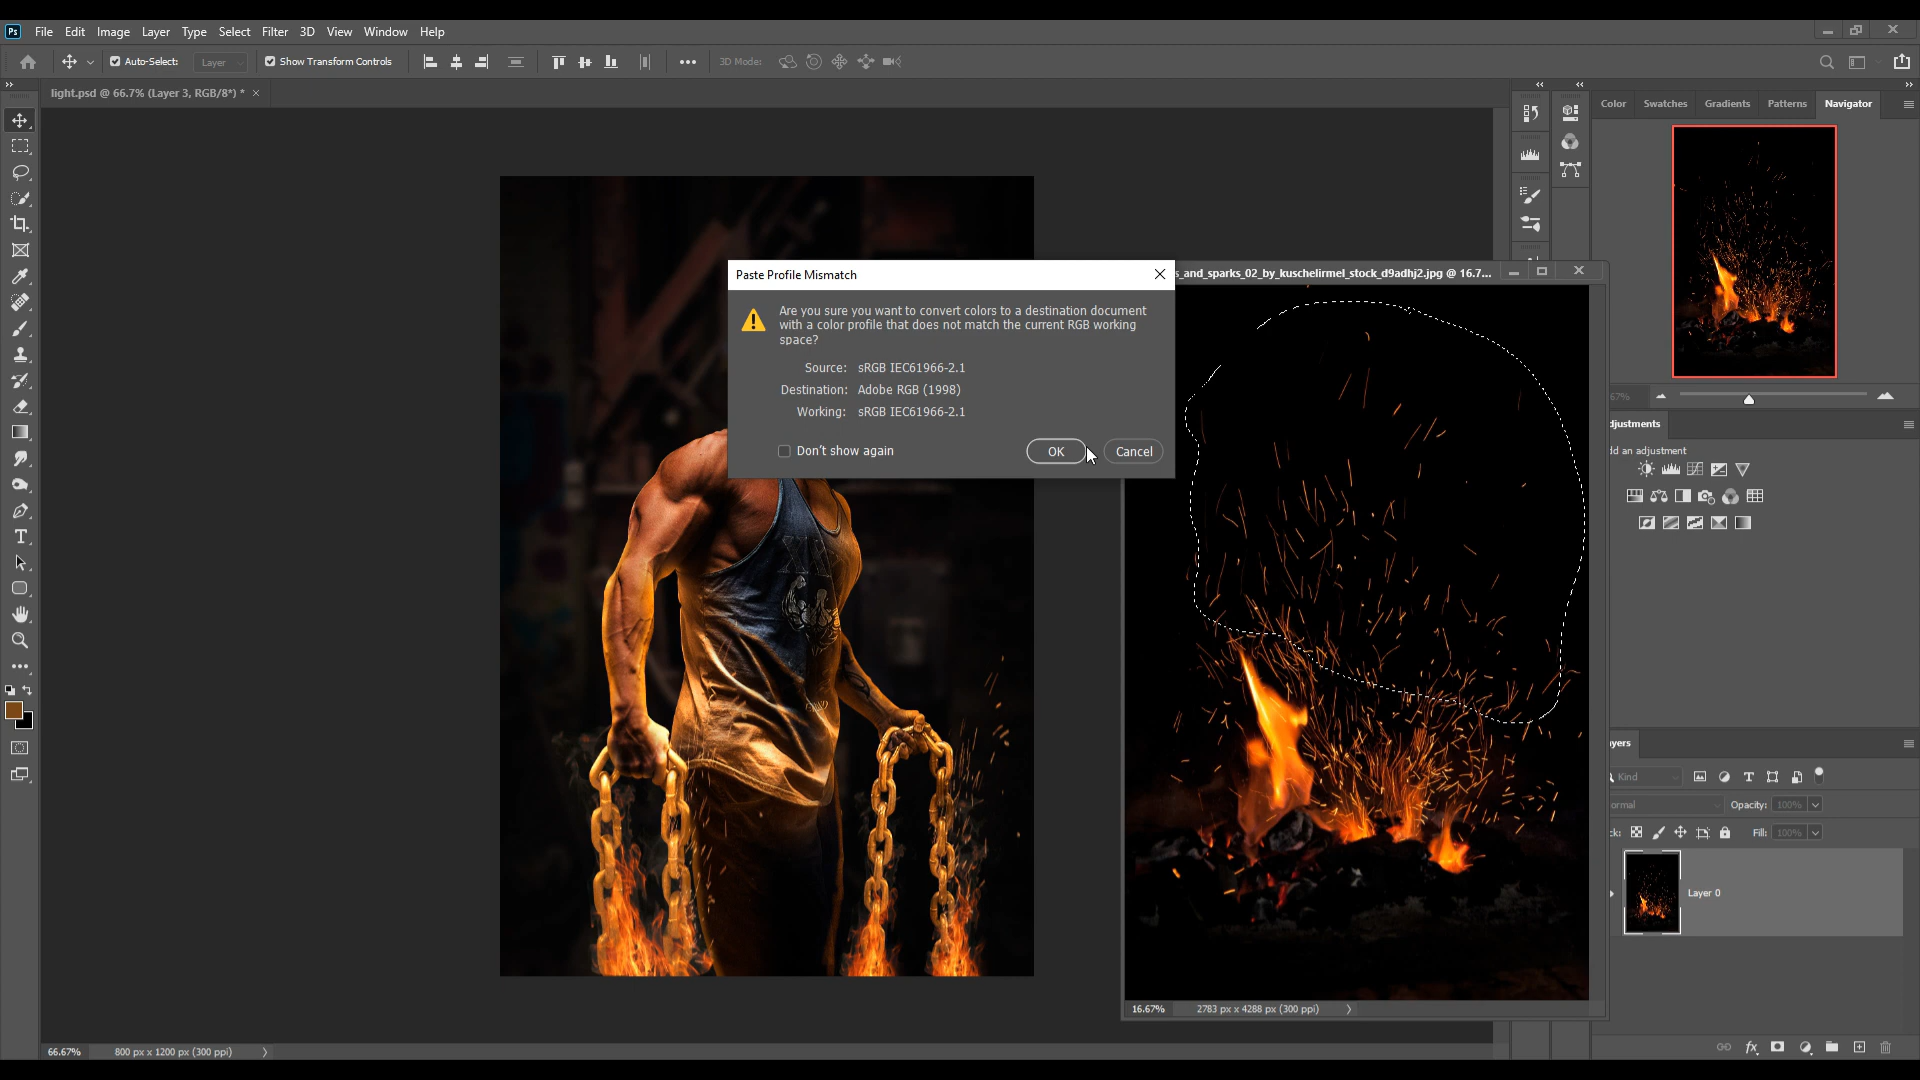 Ps File Edit Image Layer Type Select Filter 3D View Window Help
Auto-Select: Layer Show Transform Controls 3D Mode:
light.psd @ 66.7% (Layer 3, RGB/8*) *
Color Swatches Gradients Patterns Navigator
Paste Profile Mismatch
s_and_sparks_02_by_kuschelirmel_stock_d9adhj2.jpg @ 16.7...
Are you sure you want to convert colors to a destination document
with a color profile that does not match the current RGB working
space?
Source: sRGB IEC61966-2.1
Destination: Adobe RGB (1998)
Working: sRGB IEC61966-2.1
Don't show again
OK
Cancel
67%
djustments
dd an adjustment
yers
Kind
ormal Opacity: 100%
ck: Fill: 100%
Layer 0
16.67% 2783 px x 4288 px (300 ppi)
66.67% 800 px x 1200 px (300 ppi)